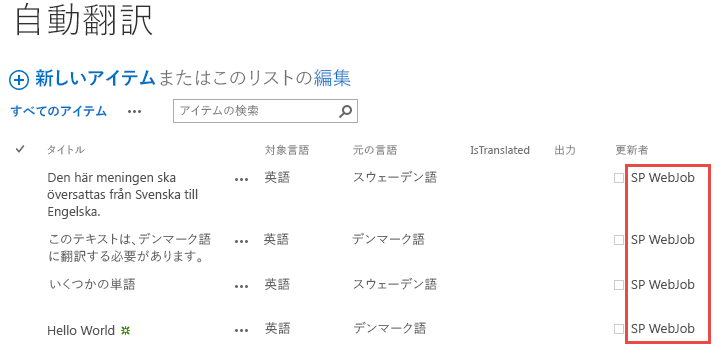 自動翻訳
新しいアイテムまたはこのリストの編集
すべてのアイテム ••• アイテムの検索
タイトル 対象言語 元の言語 IsTranslated 出力 更新者
Den här meningen ska ••• 英語 スウェーデン語 SP WebJob
översattas från Svenska till
Engelska.
このテキストは、デンマーク語 ••• 英語 デンマーク語 SP WebJob
に翻訳する必要があります。
いくつかの単語 ••• 英語 スウェーデン語 SP WebJob
Hello World ••• 英語 デンマーク語 SP WebJob